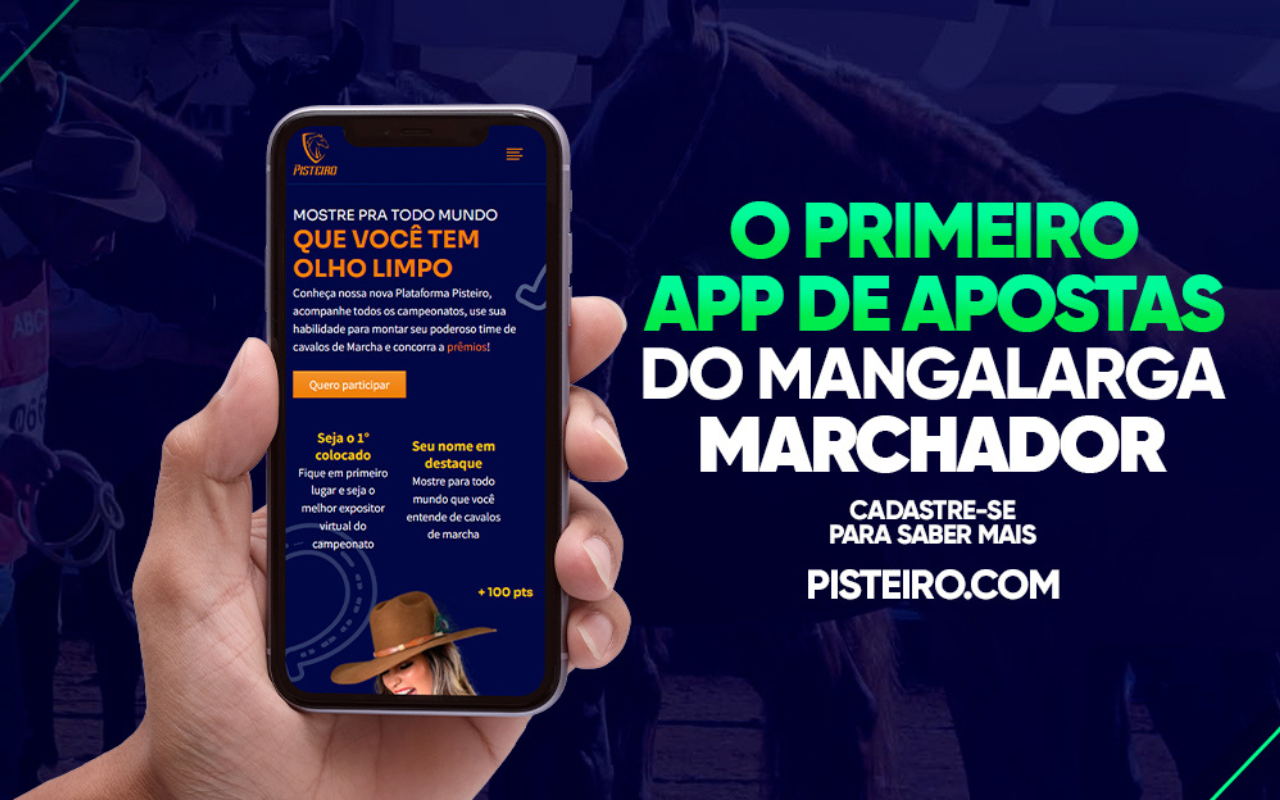 PISTEIRO
MOSTRE PRA TODO MUNDO
QUE VOCÊ TEM
OLHO LIMPO
Conheça nossa nova Plataforma Pisteiro,
acompanhe todos os campeonatos, use sua
habilidade para montar seu poderoso time de
cavalos de Marcha e concorra a prêmios!
Quero participar
Seja o 1°
colocado
Fique em primeiro
lugar e seja o
melhor expositor
virtual do
campeonato
Seu nome em
destaque
Mostre para todo
mundo que você
entende de cavalos
de marcha
+ 100 pts
O PRIMEIRO
APP DE APOSTAS
DO MANGALARGA
MARCHADOR
CADASTRE-SE
PARA SABER MAIS
PISTEIRO.COM